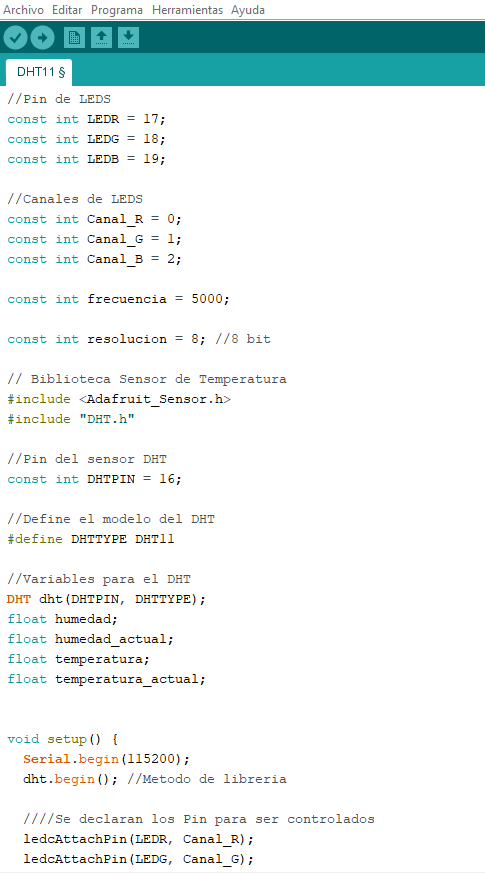 Archivo Editar Programa Herramientas Ayuda
DHT11 §
//Pin de LEDS
const int LEDR = 17;
const int LEDG = 18;
const int LEDB = 19;
//Canales de LEDS
const int Canal_R = 0;
const int Canal_G = 1;
const int Canal_B = 2;
const int frecuencia = 5000;
const int resolucion = 8; //8 bit
// Biblioteca Sensor de Temperatura
#include <Adafruit_Sensor.h>
#include "DHT.h"
//Pin del sensor DHT
const int DHTPIN = 16;
//Define el modelo del DHT
#define DHTTYPE DHT11
//Variables para el DHT
DHT dht(DHTPIN, DHTTYPE);
float humedad;
float humedad_actual;
float temperatura;
float temperatura_actual;
void setup() {
  Serial.begin(115200);
  dht.begin(); //Metodo de libreria
  ////Se declaran los Pin para ser controlados
  ledcAttachPin(LEDR, Canal_R);
  ledcAttachPin(LEDG, Canal_G);